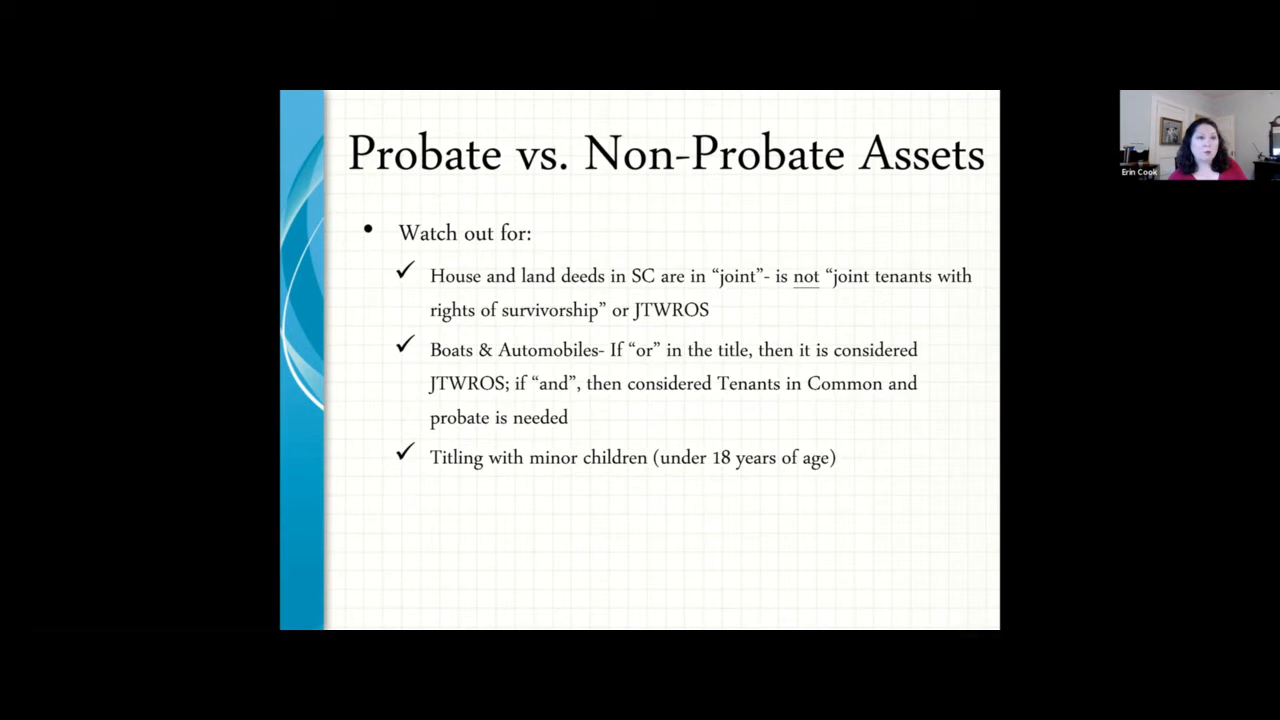 Probate vs. Non-Probate Assets
• Watch out for:
✓ House and land deeds in SC are in “joint”- is not “joint tenants with
rights of survivorship” or JTWROS
✓ Boats & Automobiles- If “or” in the title, then it is considered
JTWROS; if “and”, then considered Tenants in Common and
probate is needed
✓ Titling with minor children (under 18 years of age)
Erin Cook